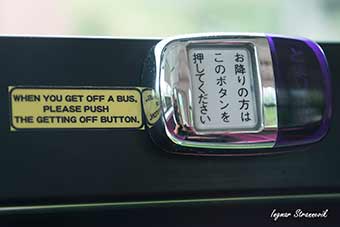 WHEN YOU GET OFF A BUS,
PLEASE PUSH
THE GETTING OFF BUTTON.
お降りの方は
このボタンを
押してください
Ingmar Strannovik